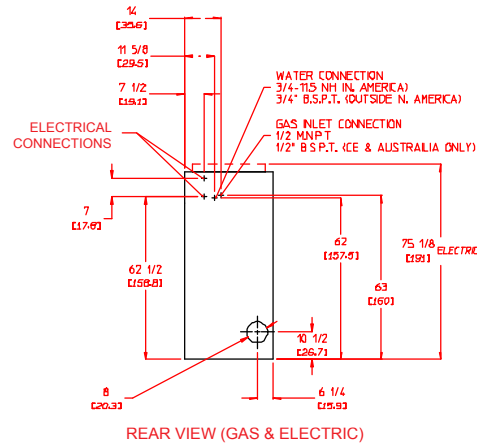 14
[35.6]
11 5/8
[29.5]
7 1/2
[19.1]
WATER CONNECTION
3/4-11.5 NH (IN. AMERICA)
3/4" B.S.P.T. (OUTSIDE N. AMERICA)
GAS INLET CONNECTION
1/2 M.NPT
1/2" B.S.P.T. (CE & AUSTRAILIA ONLY)
ELECTRICAL
CONNECTIONS
7
[17.8]
62 1/2
[158.8]
62
[157.5]
63
[160]
75 1/8
[191]
ELECTRIC
10 1/2
[26.7]
8
[20.3]
6 1/4
[15.9]
REAR VIEW (GAS & ELECTRIC)